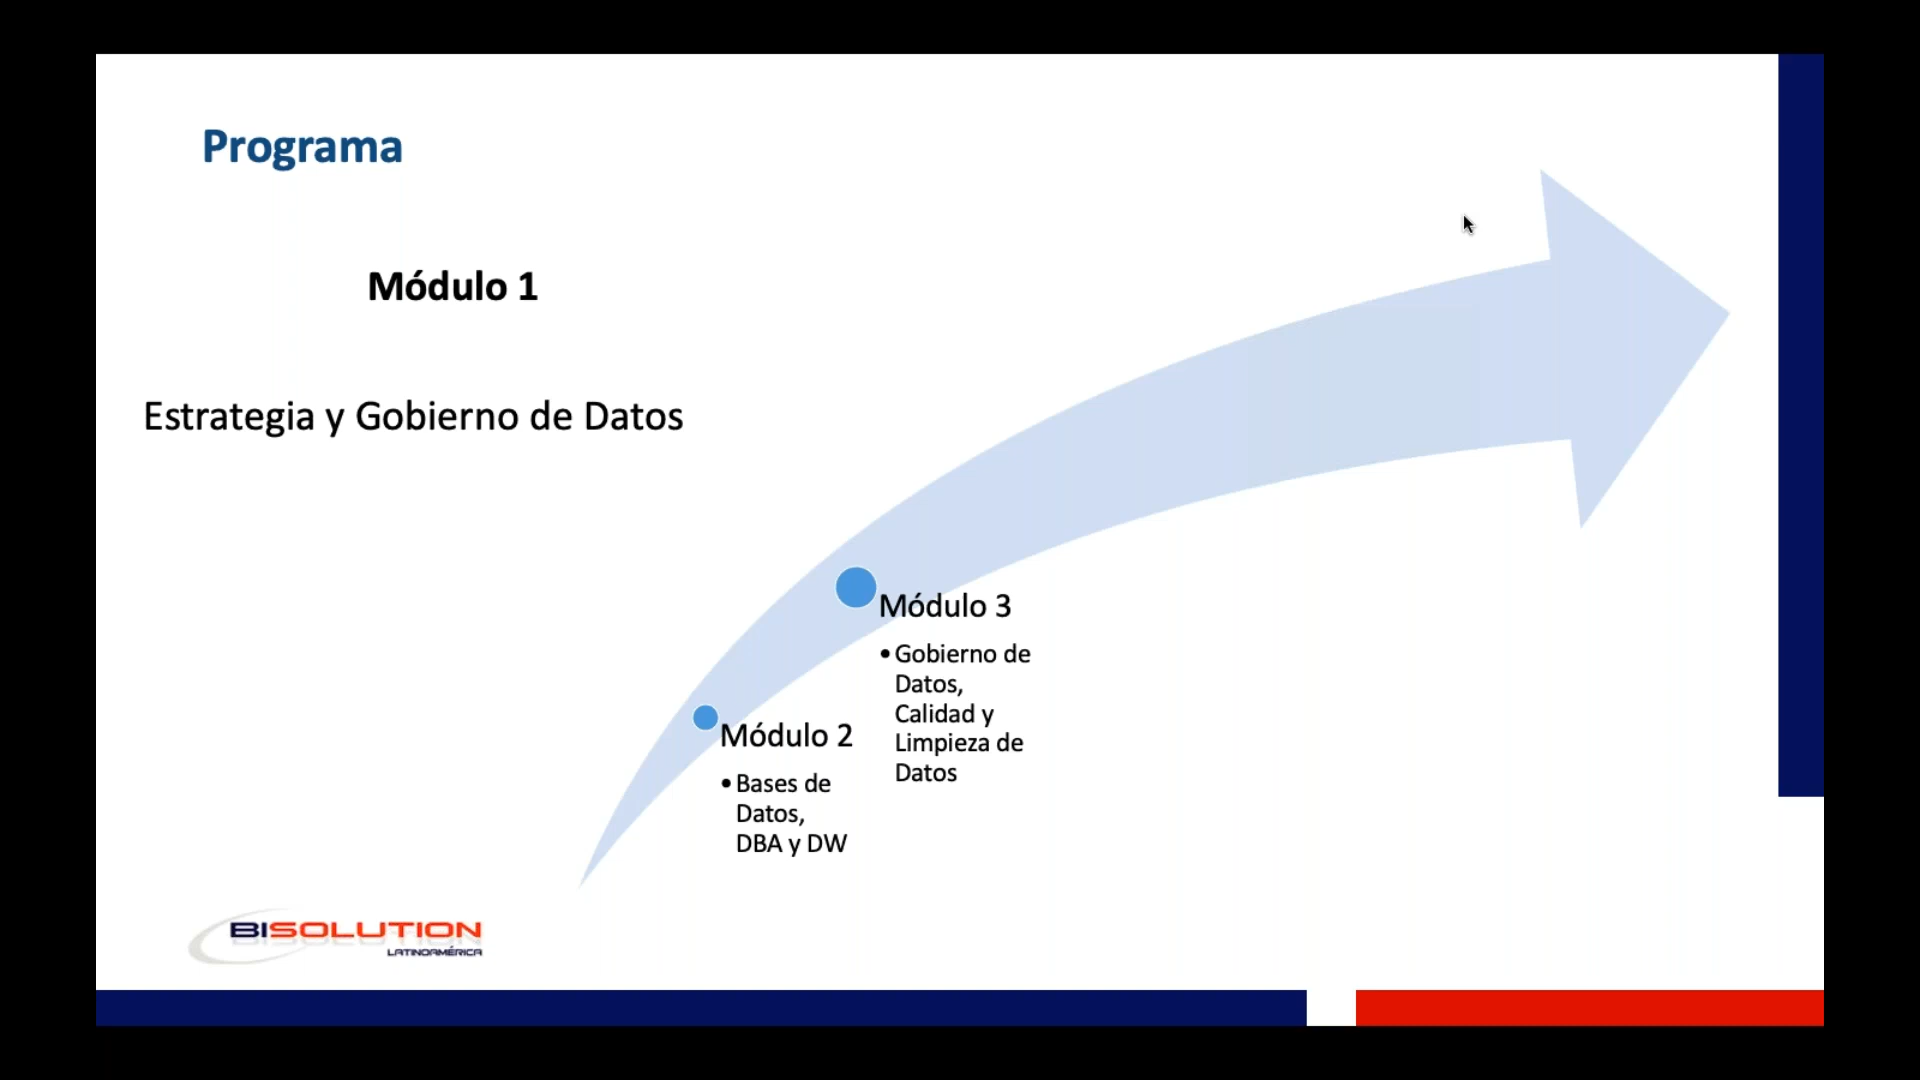 Programa
Módulo 1
Estrategia y Gobierno de Datos
Módulo 3
• Gobierno de
Datos,
Calidad y
Limpieza de
Datos
Módulo 2
• Bases de
Datos,
DBA y DW
BISOLUTION
LATINOAMÉRICA